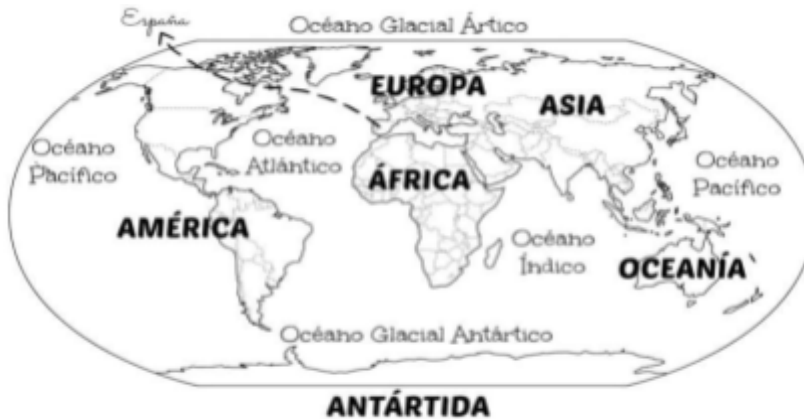 España
Océano Glacial Ártico
EUROPA
ASIA
Océano
Pacífico
Océano
Atlántico
ÁFRICA
Océano
Pacífico
AMÉRICA
Océano
Índico
OCEANÍA
Océano Glacial Antártico
ANTÁRTIDA